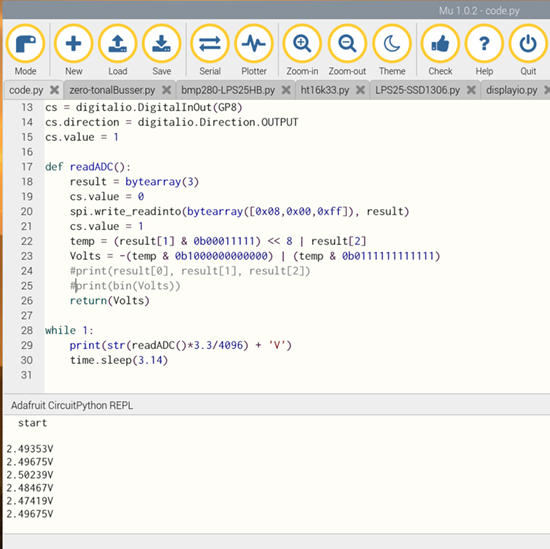 Mu 1.0.2 - code.py
Mode New Load Save Serial Plotter Zoom-in Zoom-out Theme Check Help Quit
code.py zero-tonalBusser.py bmp280-LPS25HB.py ht16k33.py LPS25-SSD1306.py displayio.py
13 cs = digitalio.DigitalInOut(GP8)
14 cs.direction = digitalio.Direction.OUTPUT
15 cs.value = 1
16
17 def readADC():
18     result = bytearray(3)
19     cs.value = 0
20     spi.write_readinto(bytearray([0x08,0x00,0xff]), result)
21     cs.value = 1
22     temp = (result[1] & 0b00011111) << 8 | result[2]
23     Volts = -(temp & 0b1000000000000) | (temp & 0b0111111111111)
24     #print(result[0], result[1], result[2])
25     #print(bin(Volts))
26     return(Volts)
27
28 while 1:
29     print(str(readADC()*3.3/4096) + 'V')
30     time.sleep(3.14)
31
Adafruit CircuitPython REPL
start
2.49353V
2.49675V
2.50239V
2.48467V
2.47419V
2.49675V